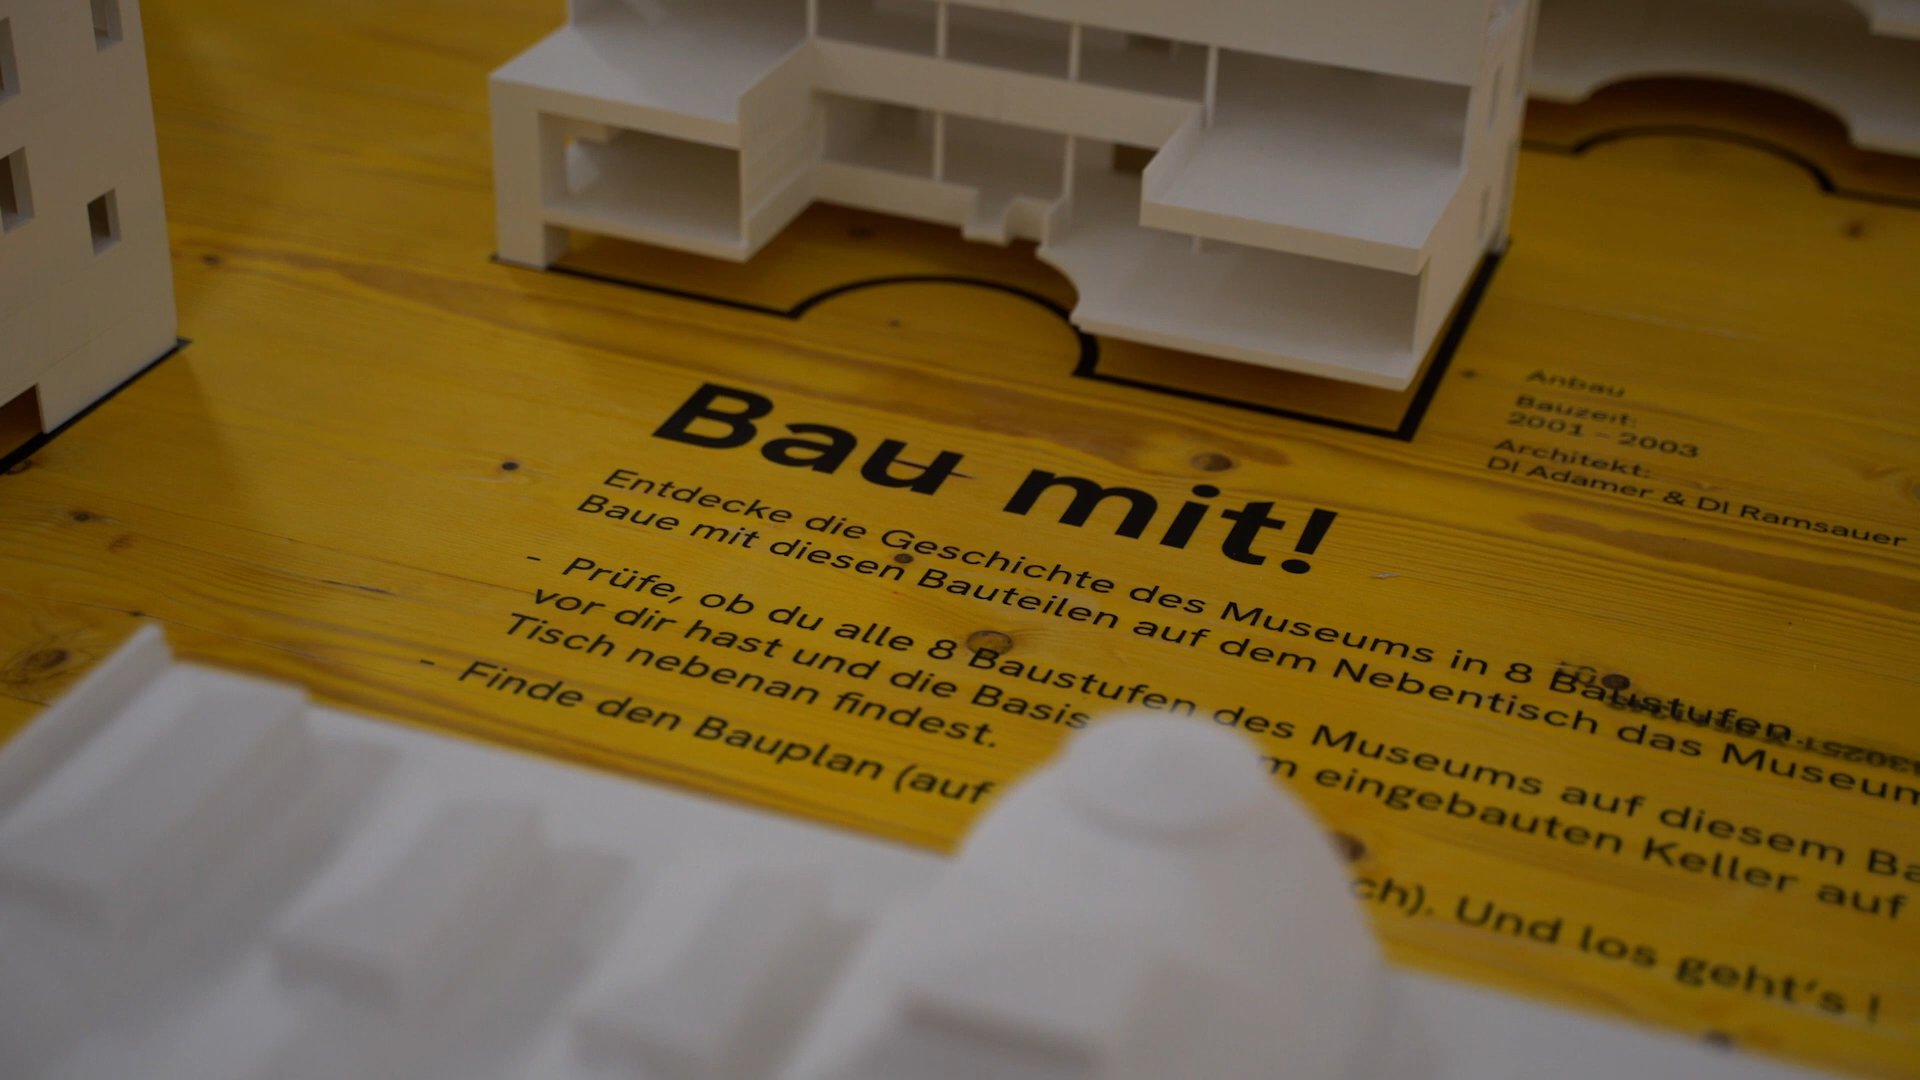 Anbau
Bauzeit:
2001 – 2003
Architekt:
DI Adamer & DI Ramsauer
Bau mit!
Entdecke die Geschichte des Museums in 8 Baustufen.
Baue mit diesen Bauteilen auf dem Nebentisch das Museum
- Prüfe, ob du alle 8 Baustufen des Museums auf diesem
vor dir hast und die Basis eingebauten Keller auf
Tisch nebenan findest.
- Finde den Bauplan (auf Und los geht's!